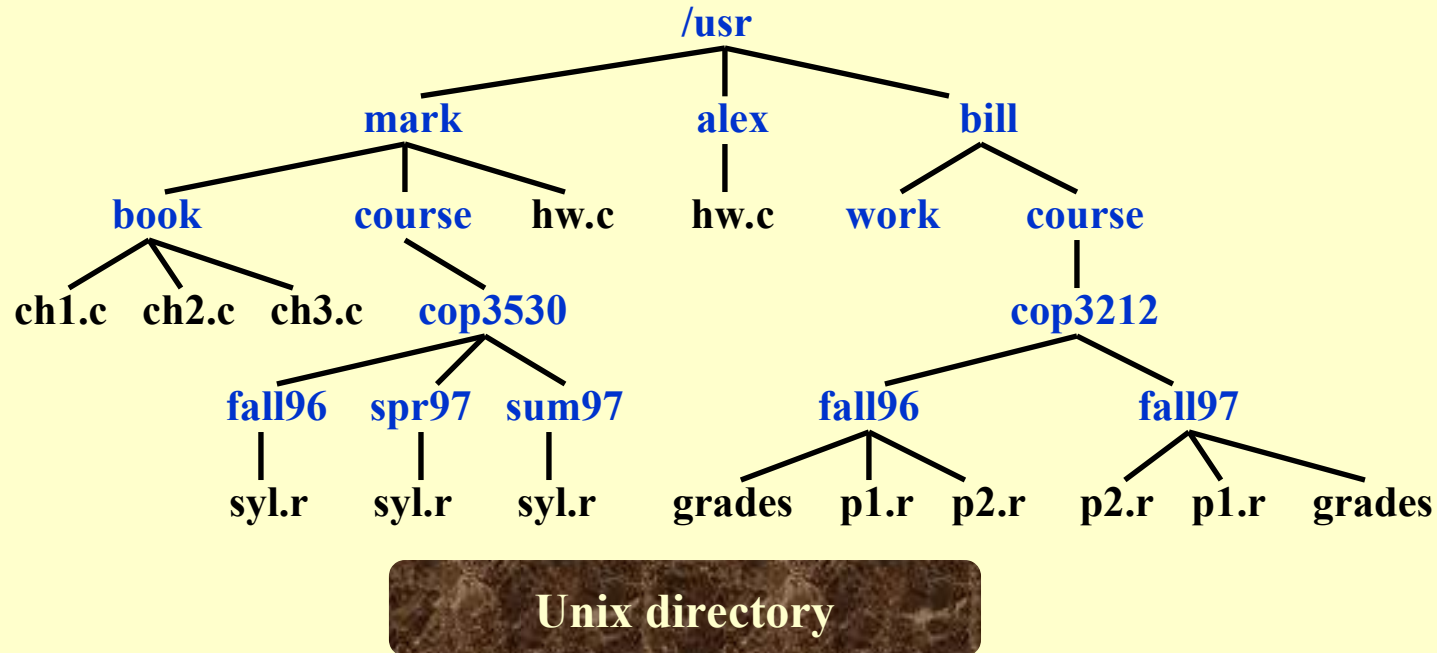 /usr
mark alex bill
book course hw.c hw.c work course
ch1.c ch2.c ch3.c cop3530 cop3212
fall96 spr97 sum97 fall96 fall97
syl.r syl.r syl.r grades p1.r p2.r p2.r p1.r grades
Unix directory